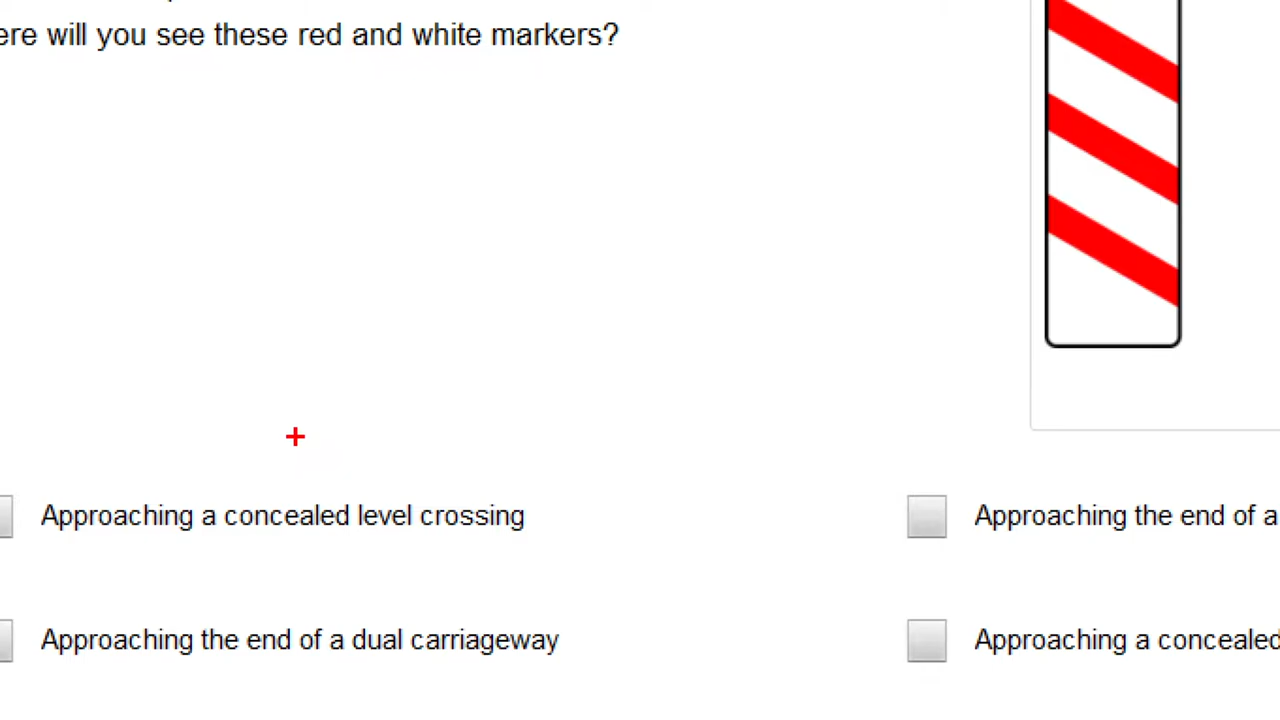 ere will you see these red and white markers?
Approaching a concealed level crossing
Approaching the end of a
Approaching the end of a dual carriageway
Approaching a concealed